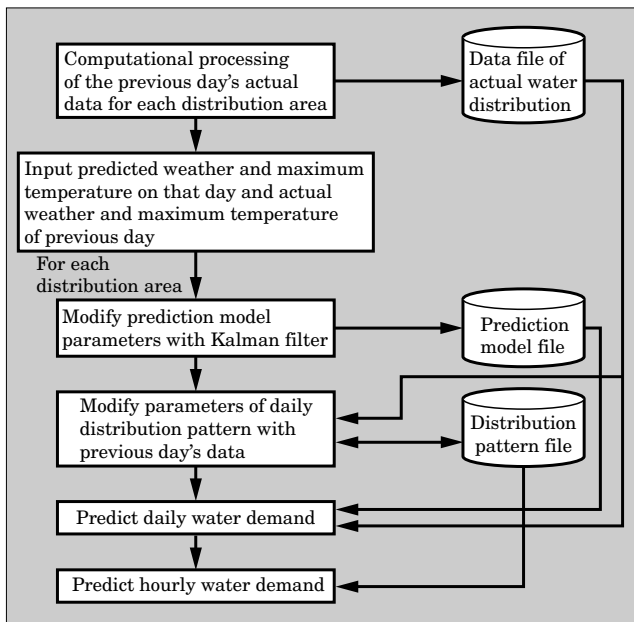 Computational processing
of the previous day's actual
data for each distribution area
Data file of
actual water
distribution
Input predicted weather and maximum
temperature on that day and actual
weather and maximum temperature
of previous day
For each
distribution area
Modify prediction model
parameters with Kalman filter
Prediction
model file
Modify parameters of daily
distribution pattern with
previous day's data
Distribution
pattern file
Predict daily water demand
Predict hourly water demand